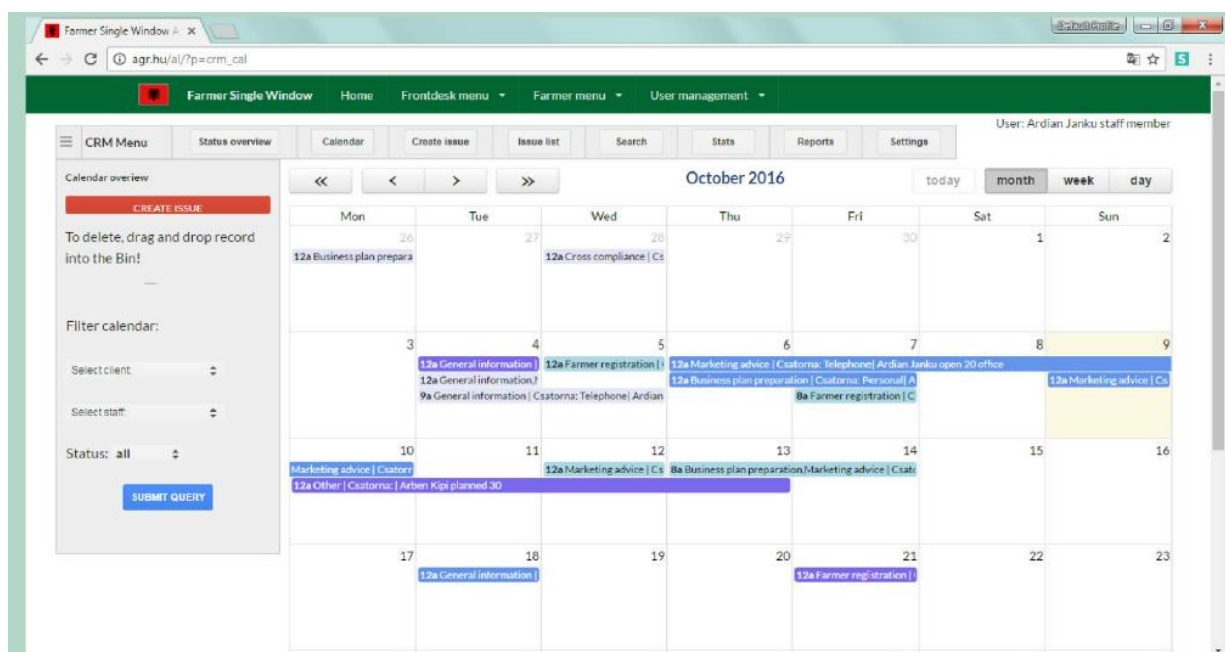 Farmer Single Window A
agr.hu/al/?p=crm_cal
Farmer Single Window Home Frontdesk menu Farmer menu User management
User: Ardian Janku staff member
CRM Menu Status overview Calendar Create issue Issue list Search Stats Reports Settings
Calendar overiew
CREATE ISSUE
To delete, drag and drop record
into the Bin!
Filter calendar:
Select client
Select staff:
Status: all
SUBMIT QUERY
« < > » October 2016 today month week day
Mon Tue Wed Thu Fri Sat Sun
26 27 28 29 30 1 2
12a Business plan prepara 12a Cross compliance | Cs
3 4 5 6 7 8 9
12a General information | 12a Farmer registration | 12a Marketing advice | Csatorna: Telephone| Ardian Janku open 20 office
12a General information, 12a Business plan preparation | Csatorna: Personal| A 12a Marketing advice | Cs
9a General information | Csatorna: Telephone| Ardian 8a Farmer registration | C
10 11 12 13 14 15 16
Marketing advice | Csatorr 12a Marketing advice | Cs 8a Business plan preparation,Marketing advice | Csato
12a Other | Csatorna: | Arben Kipi planned 30
17 18 19 20 21 22 23
12a General information | 12a Farmer registration |